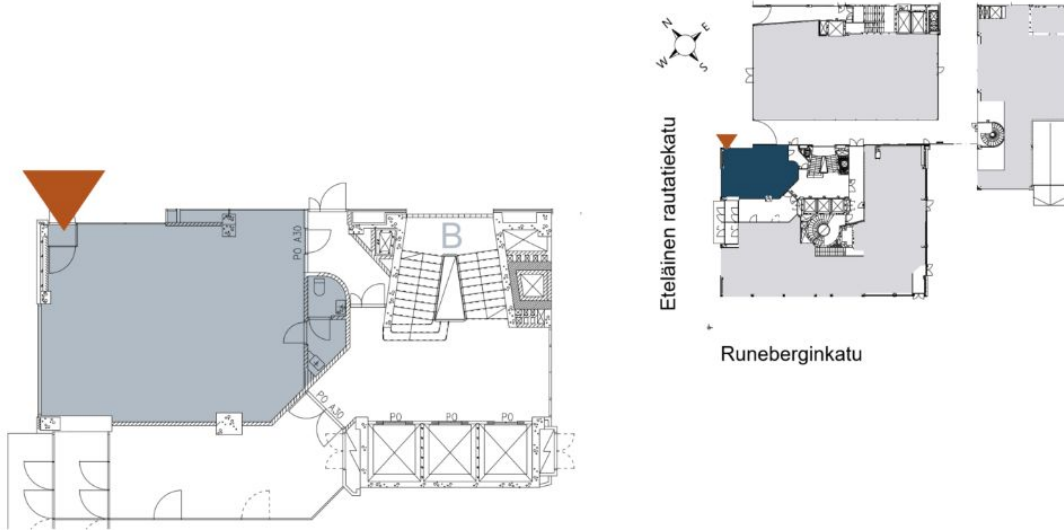 B
PO A30
PO A30
PO
PO
PO
N
E
W
S
Eteläinen rautatiekatu
Runeberginkatu